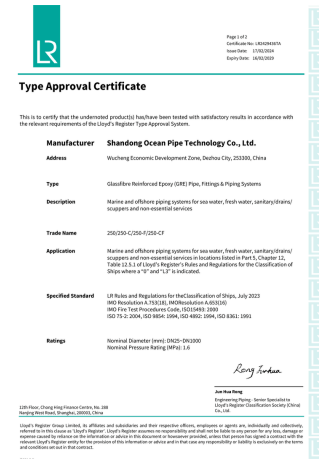 LR
Page 1 of 2
Certificate No: LR2429436TA
Issue Date: 17/02/2024
Expiry Date: 16/02/2029
Type Approval Certificate
This is to certify that the undernoted product(s) has/have been tested with satisfactory results in accordance with
the relevant requirements of the Lloyd's Register Type Approval System.
Manufacturer Shandong Ocean Pipe Technology Co., Ltd.
Address Wucheng Economic Development Zone, Dezhou City, 253300, China
Type Glassfibre Reinforced Epoxy (GRE) Pipe, Fittings & Piping Systems
Description Marine and offshore piping systems for sea water, fresh water, sanitary/drains/
scuppers and non-essential services
Trade Name 250/250-C/250-F/250-CF
Application Marine and offshore piping systems for sea water, fresh water, sanitary/drains/
scuppers and non-essential services in locations listed in Part 5, Chapter 12,
Table 12.5.1 of Lloyd's Register's Rules and Regulations for the Classification of
Ships where a "0" and "L3" is indicated.
Specified Standard LR Rules and Regulations for theClassification of Ships, July 2023
IMO Resolution A.753(18), IMOResolution A.653(16)
IMO Fire Test Procedures Code, ISO15493: 2000
ISO 75-2: 2004, ISO 9854: 1994, ISO 4892: 1994, ISO 8361: 1991
Ratings Nominal Diameter (mm): DN25~DN1000
Nominal Pressure Rating (MPa): 1.6
Rong Junhua
Jun Hua Rong
Engineering Piping - Senior Specialist to
Lloyd's Register Classification Society (China)
Co., Ltd.
12th Floor, Chong Hing Finance Centre, No. 288
Nanjing West Road, Shanghai, 200003, China
Lloyd's Register Group Limited, its affiliates and subsidiaries and their respective officers, employees or agents are, individually and collectively,
referred to in this clause as "Lloyd's Register". Lloyd's Register assumes no responsibility and shall not be liable to any person for any loss, damage or
expense caused by reliance on the information or advice in this document or howsoever provided, unless that person has signed a contract with the
relevant Lloyd's Register entity for the provision of this information or advice and in that case any responsibility or liability is exclusively on the terms
and conditions set out in that contract.